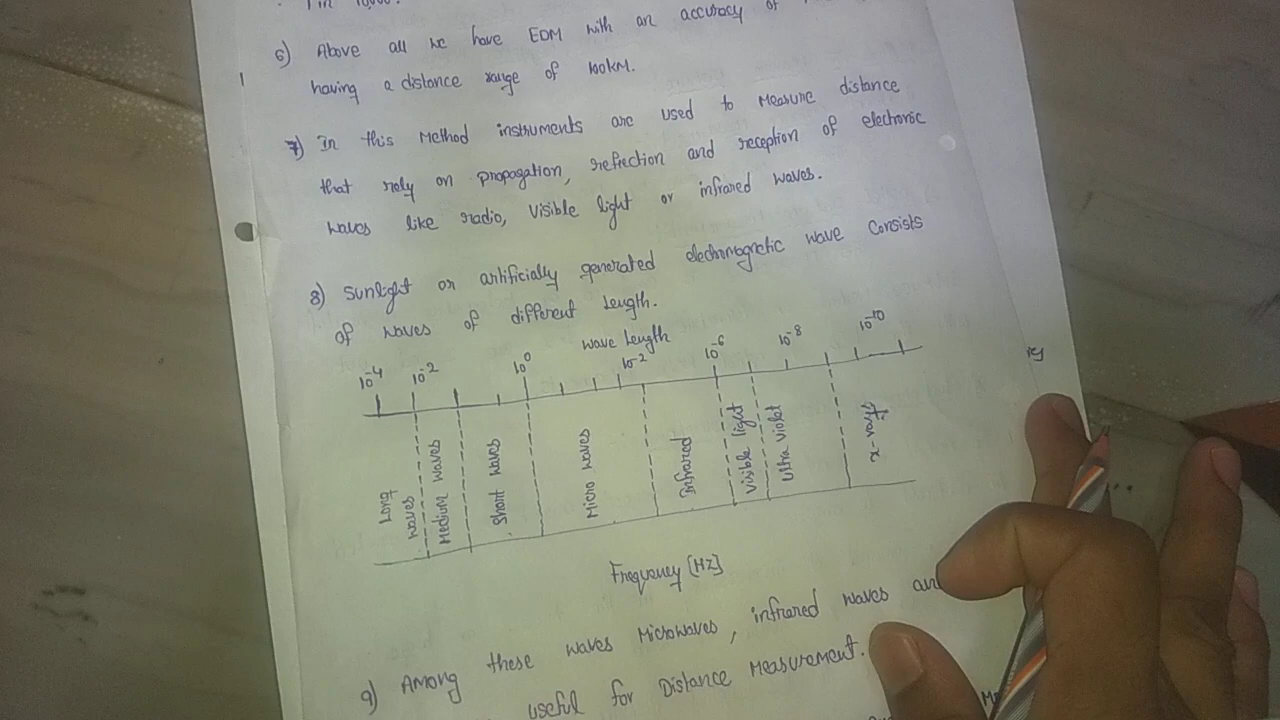 1 in 10,000.
6) Above all we have EDM with an accuracy of
having a distance range of 100KM.
7) In this Method instruments are used to Measure distance
that rely on propagation, reflection and reception of electronic
waves like radio, visible light or infrared waves.
8) Sunlight or artificially generated electromagnetic wave consists
of waves of different length.
wave length
10⁻⁴ 10⁻² 10⁰ 10⁻² 10⁻⁶ 10⁻⁸ 10⁻¹⁰
Long waves
Medium waves
Short waves
Micro waves
Infrared
Visible light
Ultra violet
x-rays
Frequency [Hz]
9) Among these waves Microwaves, infrared waves and
useful for Distance Measurement.